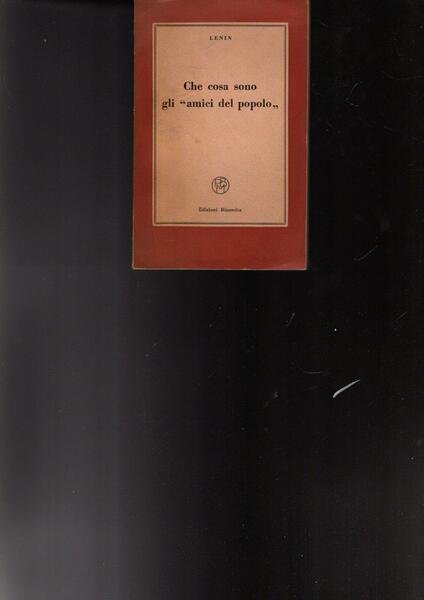 LENIN
Che cosa sono
gli “amici del popolo„
Edizioni Rinascita